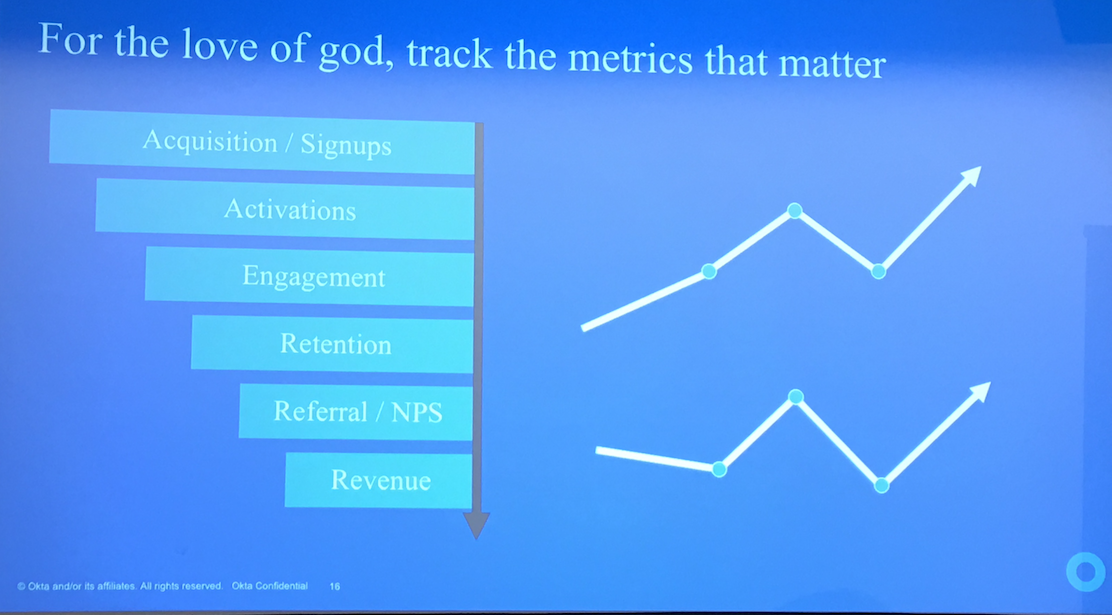 For the love of god, track the metrics that matter
Acquisition / Signups
Activations
Engagement
Retention
Referral / NPS
Revenue
© Okta and/or its affiliates. All rights reserved. Okta Confidential 16